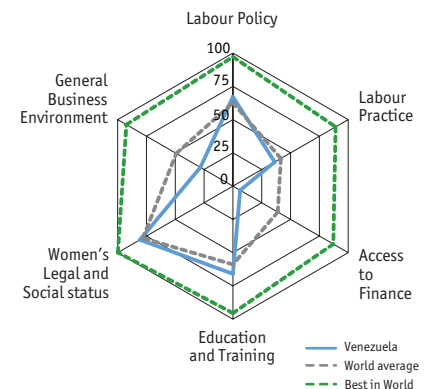 Labour Policy
100
75
50
25
0
General
Business
Environment
Labour
Practice
Women's
Legal and
Social status
Access
to
Finance
Education
and Training
Venezuela
World average
Best in World